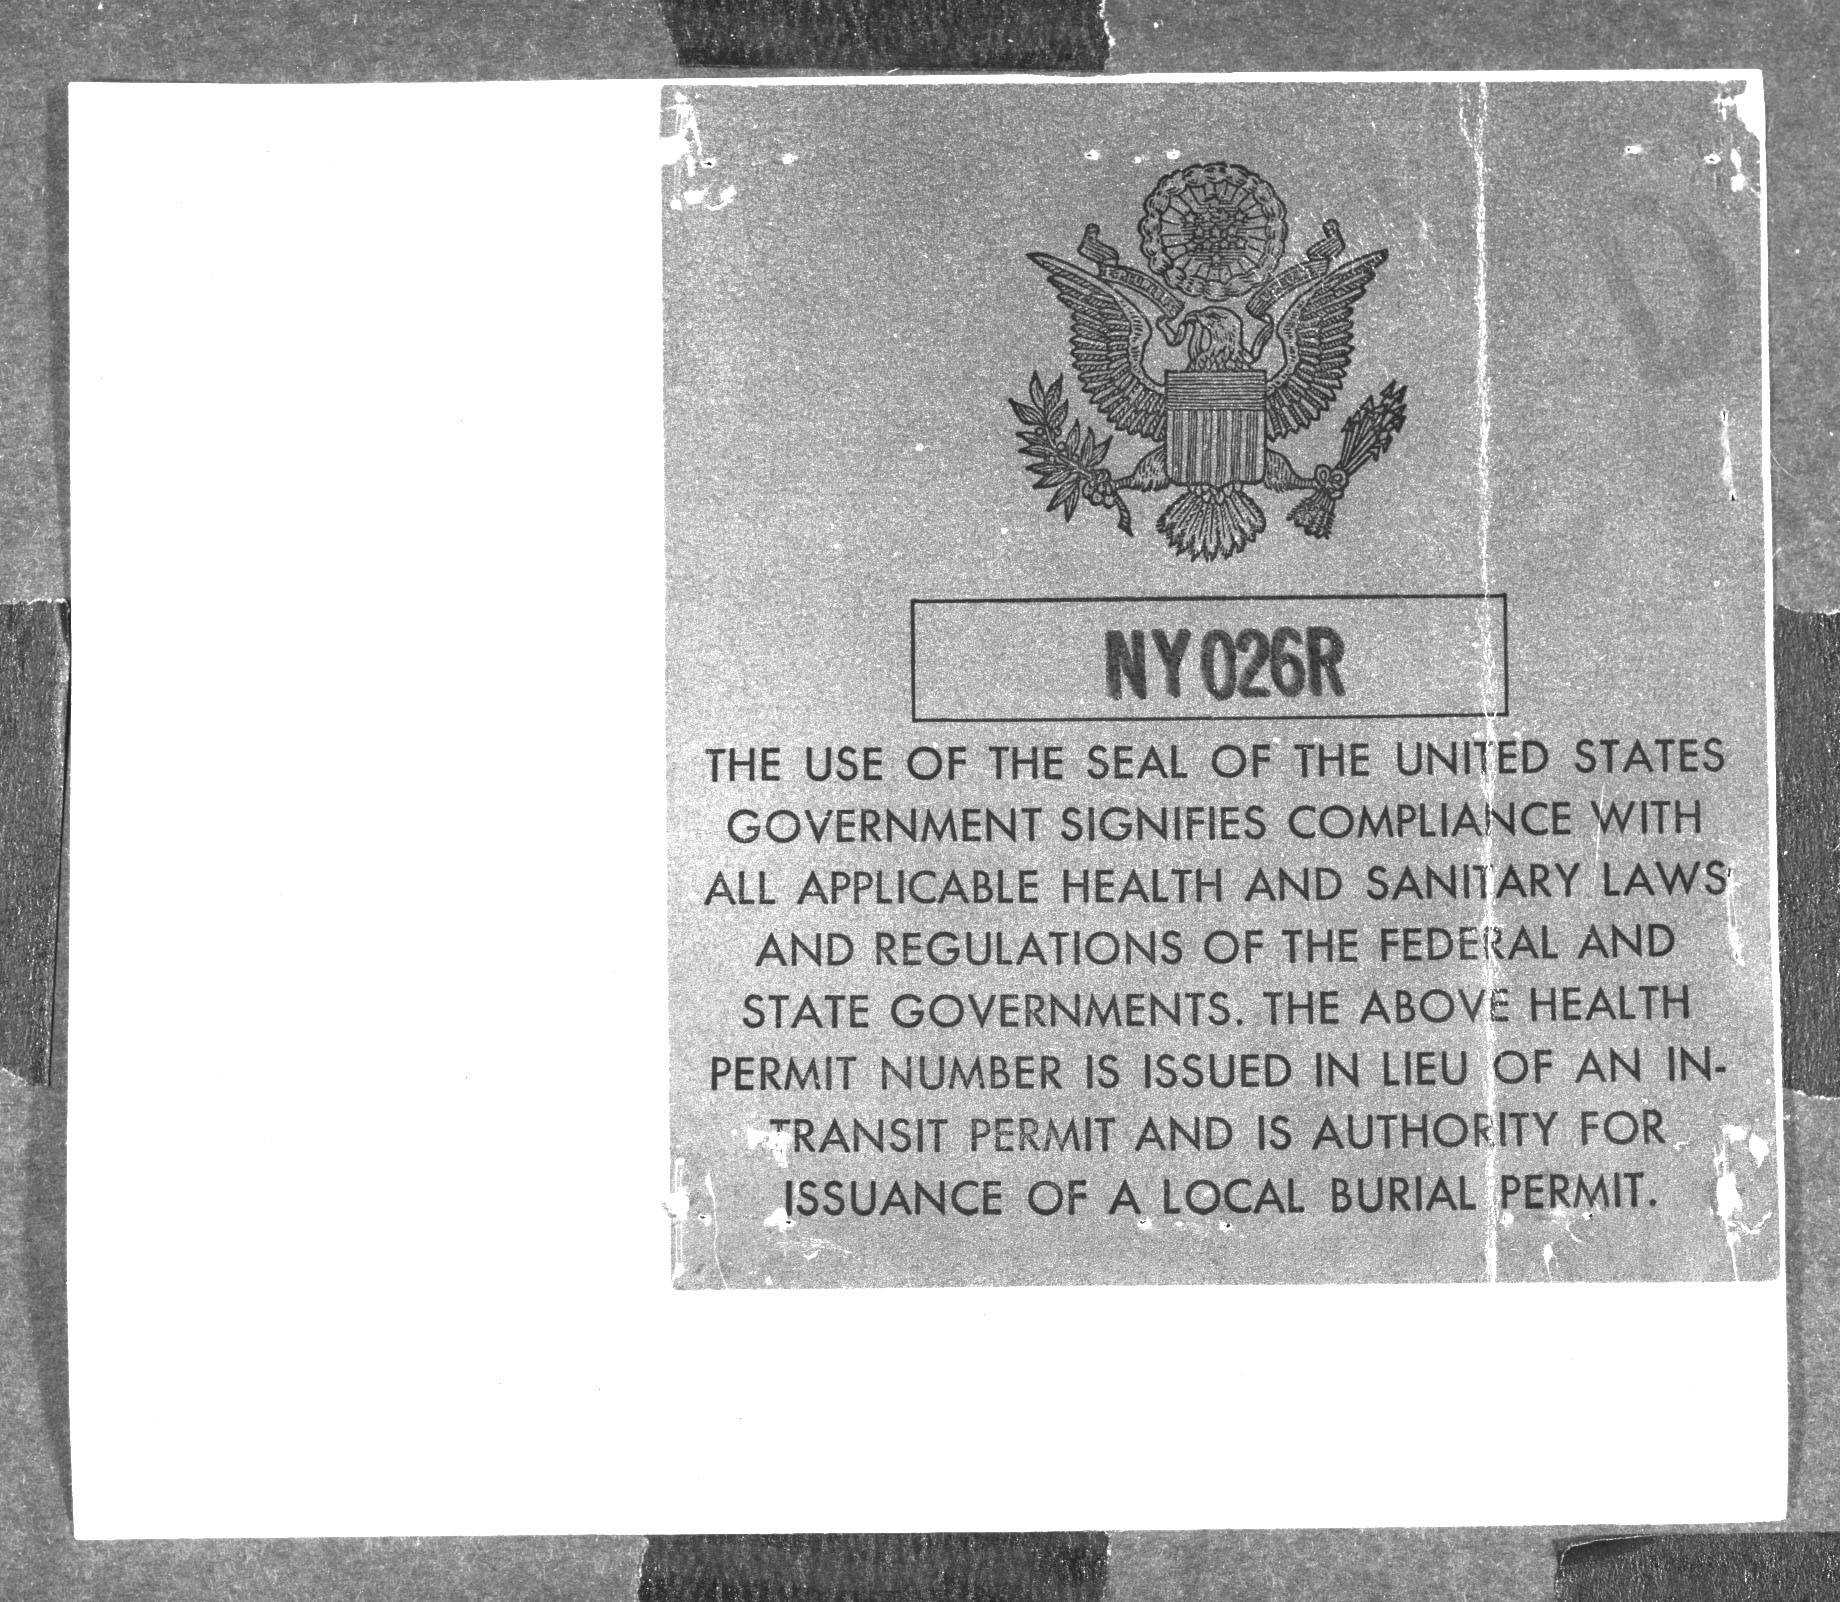 NY026R
THE USE OF THE SEAL OF THE UNITED STATES
GOVERNMENT SIGNIFIES COMPLIANCE WITH
ALL APPLICABLE HEALTH AND SANITARY LAWS
AND REGULATIONS OF THE FEDERAL AND
STATE GOVERNMENTS. THE ABOVE HEALTH
PERMIT NUMBER IS ISSUED IN LIEU OF AN IN-
TRANSIT PERMIT AND IS AUTHORITY FOR
ISSUANCE OF A LOCAL BURIAL PERMIT.